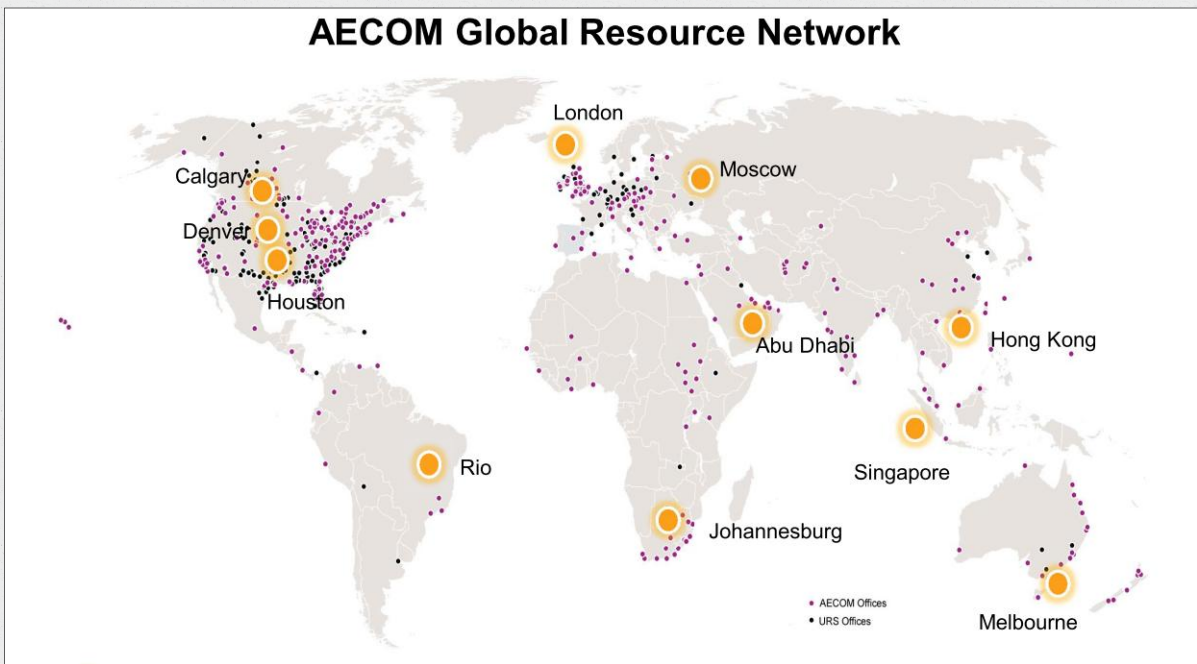 AECOM Global Resource Network
London
Moscow
Calgary
Denver
Houston
Abu Dhabi
Hong Kong
Rio
Singapore
Johannesburg
AECOM Offices
URS Offices
Melbourne